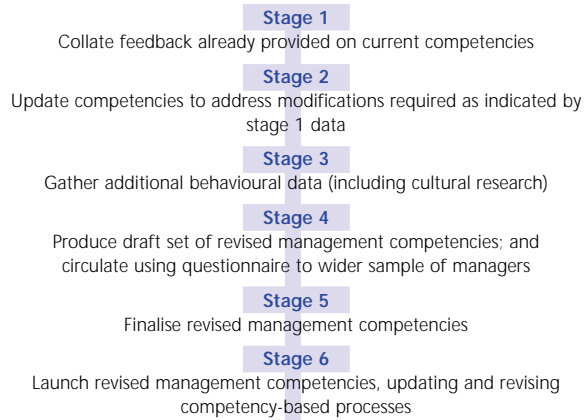 Stage 1
Collate feedback already provided on current competencies
Stage 2
Update competencies to address modifications required as indicated by
stage 1 data
Stage 3
Gather additional behavioural data (including cultural research)
Stage 4
Produce draft set of revised management competencies; and
circulate using questionnaire to wider sample of managers
Stage 5
Finalise revised management competencies
Stage 6
Launch revised management competencies, updating and revising
competency-based processes